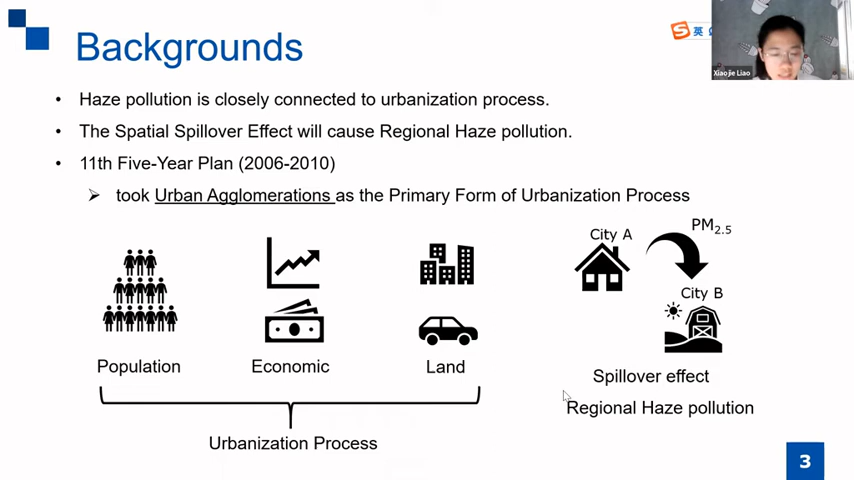 Backgrounds
英
Xiaojie Liao
• Haze pollution is closely connected to urbanization process.
• The Spatial Spillover Effect will cause Regional Haze pollution.
• 11th Five-Year Plan (2006-2010)
➢ took Urban Agglomerations as the Primary Form of Urbanization Process
City A
PM2.5
City B
Population
Economic
Land
Spillover effect
Regional Haze pollution
Urbanization Process
3